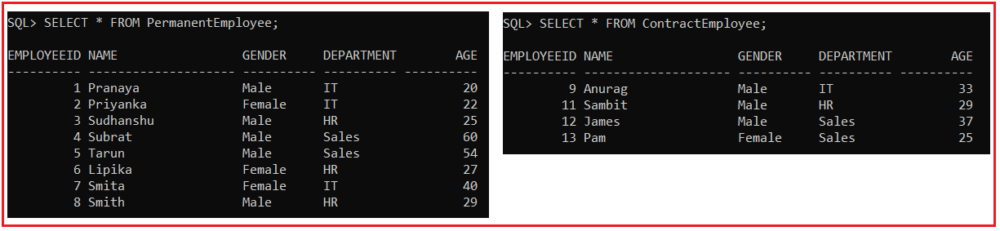 SQL> SELECT * FROM PermanentEmployee;
EMPLOYEEID NAME                 GENDER     DEPARTMENT        AGE
---------- -------------------- ---------- ---------- ----------
         1 Pranaya              Male       IT                 20
         2 Priyanka             Female     IT                 22
         3 Sudhanshu            Male       HR                 25
         4 Subrat               Male       Sales              60
         5 Tarun                Male       Sales              54
         6 Lipika               Female     HR                 27
         7 Smita                Female     IT                 40
         8 Smith                Male       HR                 29
SQL> SELECT * FROM ContractEmployee;
EMPLOYEEID NAME                 GENDER     DEPARTMENT        AGE
---------- -------------------- ---------- ---------- ----------
         9 Anurag               Male       IT                 33
        11 Sambit               Male       HR                 29
        12 James                Male       Sales              37
        13 Pam                  Female     Sales              25